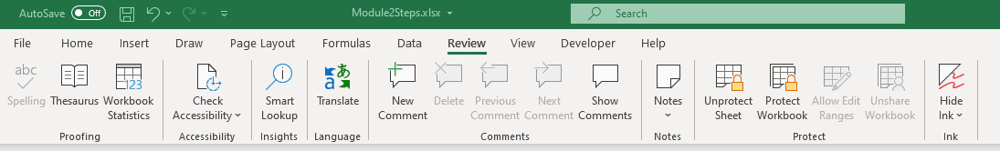 AutoSave Off Module2Steps.xlsx Search
File Home Insert Draw Page Layout Formulas Data Review View Developer Help
abc 123 i a あ
Spelling Thesaurus Workbook Statistics Check Accessibility Smart Lookup Translate New Comment Delete Previous Comment Next Comment Show Comments Notes Unprotect Sheet Protect Workbook Allow Edit Ranges Unshare Workbook Hide Ink
Proofing Accessibility Insights Language Comments Notes Protect Ink